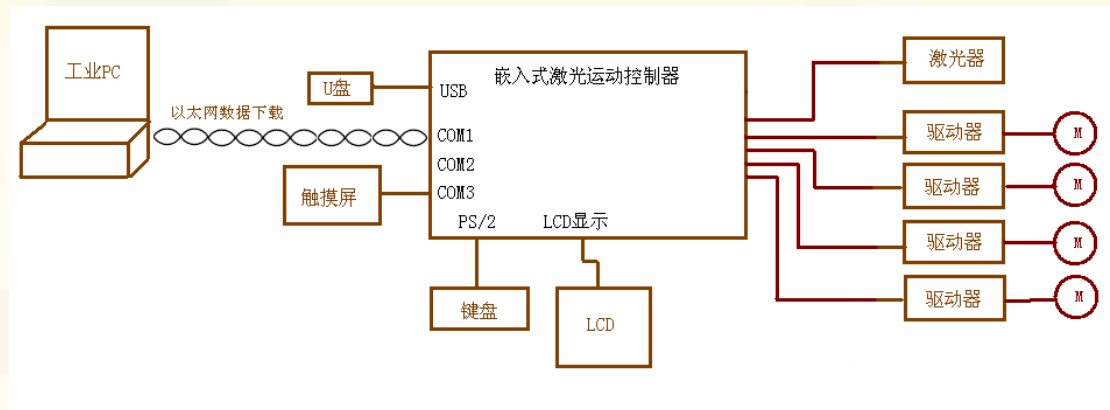 工业PC
以太网数据下载
U盘
触摸屏
嵌入式激光运动控制器
USB
COM1
COM2
COM3
PS/2
LCD显示
键盘
LCD
激光器
驱动器
M
驱动器
M
驱动器
M
驱动器
M